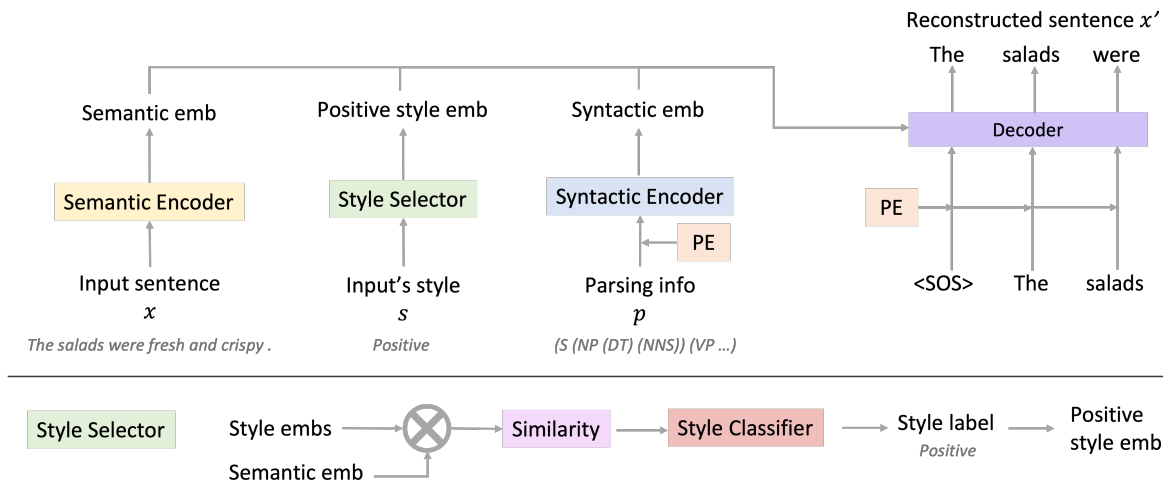 Reconstructed sentence x’
The salads were
Semantic emb
Positive style emb
Syntactic emb
Decoder
Semantic Encoder
Style Selector
Syntactic Encoder
PE
PE
Input sentence
x
The salads were fresh and crispy .
Input’s style
s
Positive
Parsing info
p
(S (NP (DT) (NNS)) (VP ...)
<SOS> The salads
Style Selector
Style embs
Semantic emb
Similarity
Style Classifier
Style label
Positive
Positive
style emb